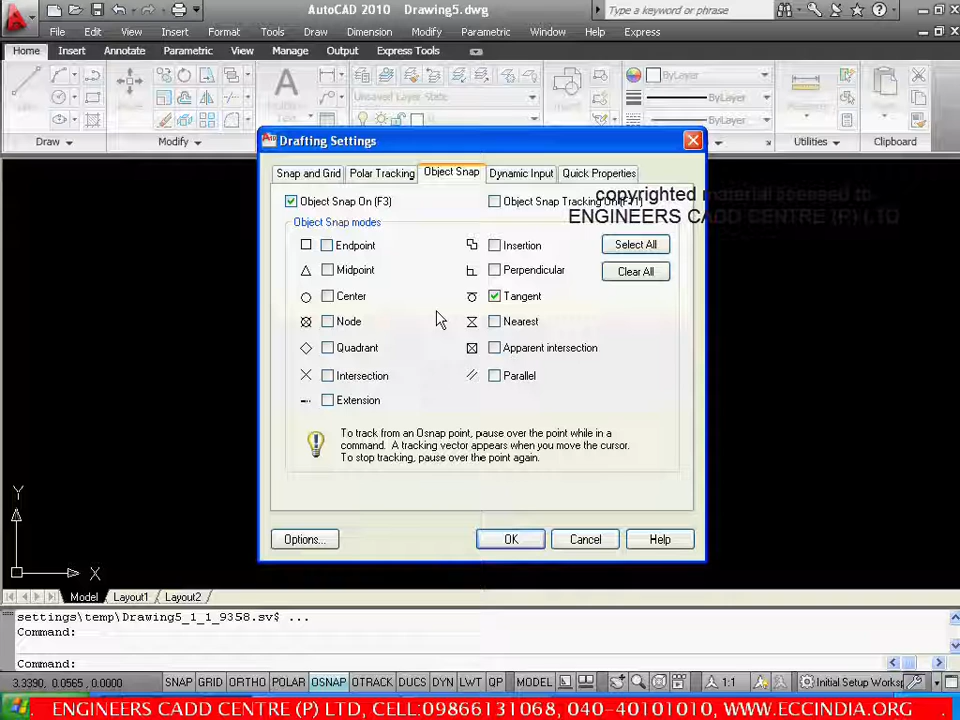 AutoCAD 2010 Drawing5.dwg
Type a keyword or phrase
File Edit View Insert Format Tools Draw Dimension Modify Parametric Window Help Express
Home Insert Annotate Parametric View Manage Output Express Tools
ByLayer
Unsaved Layer State
ByLayer
ByLayer
Draw Modify Utilities Clipboard
Drafting Settings
Snap and Grid Polar Tracking Object Snap Dynamic Input Quick Properties
copyrighted material licensed to
ENGINEERS CADD CENTRE (P) LTD
Object Snap On (F3) Object Snap Tracking On (F11)
Object Snap modes
Endpoint Insertion Select All
Midpoint Perpendicular Clear All
Center Tangent
Node Nearest
Quadrant Apparent intersection
Intersection Parallel
Extension
To track from an Osnap point, pause over the point while in a
command. A tracking vector appears when you move the cursor.
To stop tracking, pause over the point again.
Options... OK Cancel Help
Y
X
Model Layout1 Layout2
settings\temp\Drawing5_1_1_9358.sv$ ...
Command:
Command:
3.3390, 0.0565, 0.0000 SNAP GRID ORTHO POLAR OSNAP OTRACK DUCS DYN LWT QP MODEL 1:1 Initial Setup Works
ENGINEERS CADD CENTRE (P) LTD, CELL:09866131068, 040-40101010, WWW.ECCINDIA.ORG